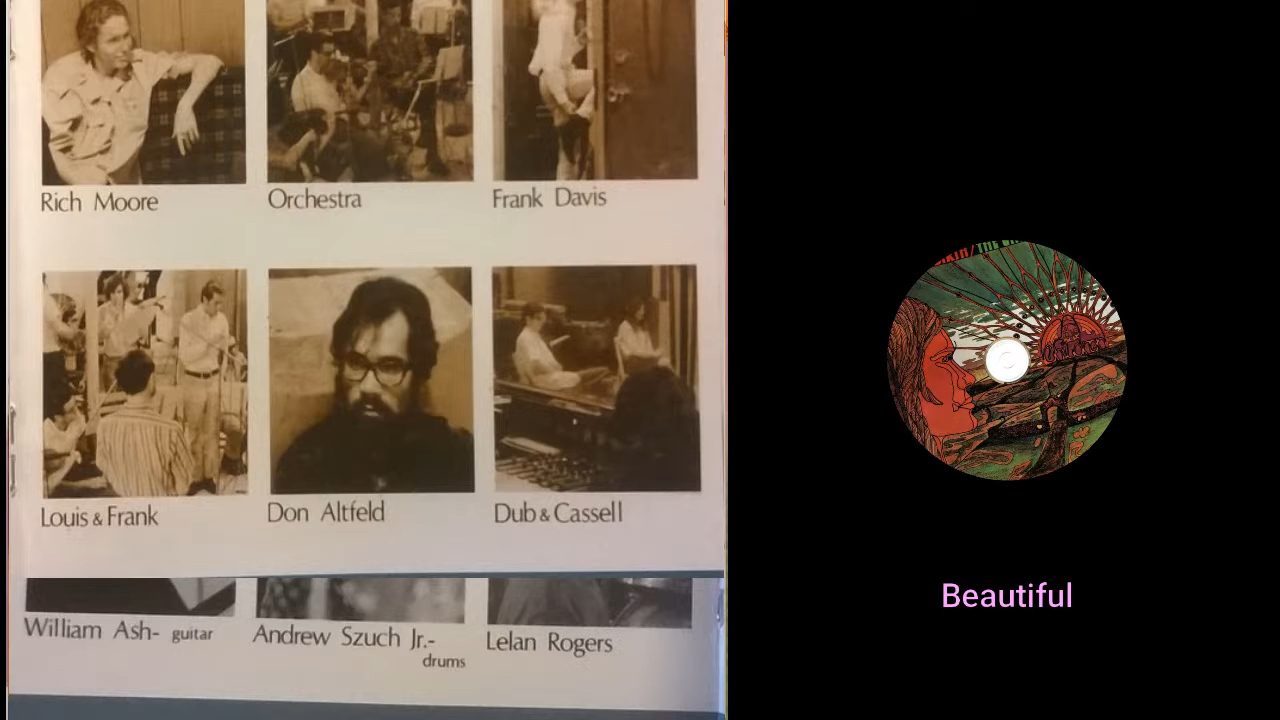 Rich Moore
Orchestra
Frank Davis
Louis & Frank
Don Altfeld
Dub & Cassell
William Ash- guitar
Andrew Szuch Jr.-
drums
Lelan Rogers
Beautiful